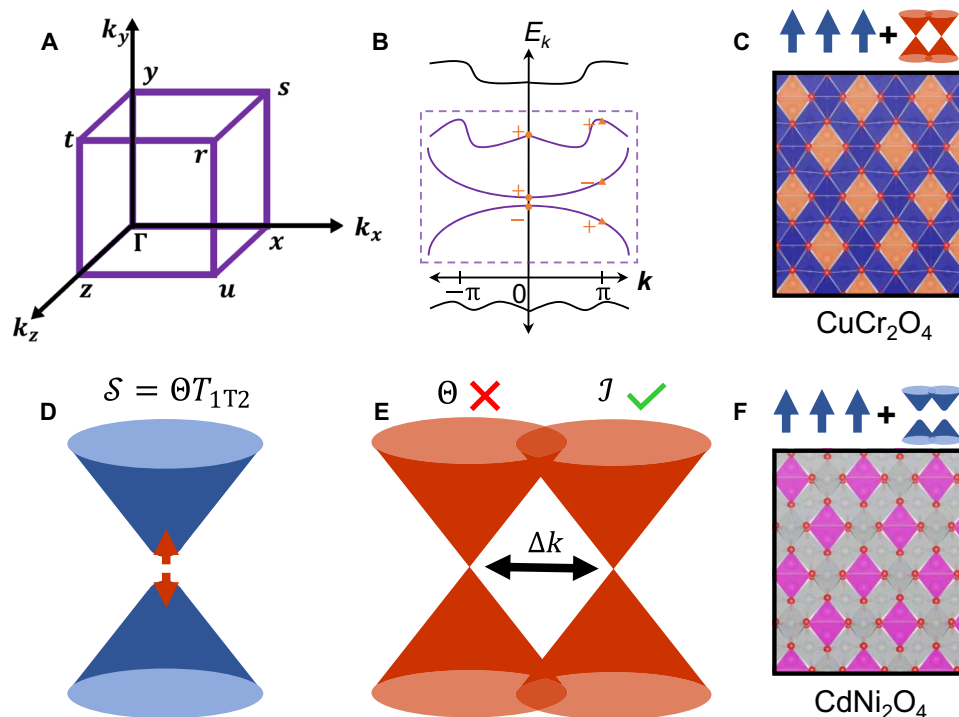 A
k_y
y
s
t
r
Γ
x
k_x
z
u
k_z
B
E_k
+
+
+
−
−
+
−π
0
π
k
C
+
CuCr₂O₄
D
𝒮 = ΘT₁T₂
E
Θ
𝒥
Δk
F
+
CdNi₂O₄